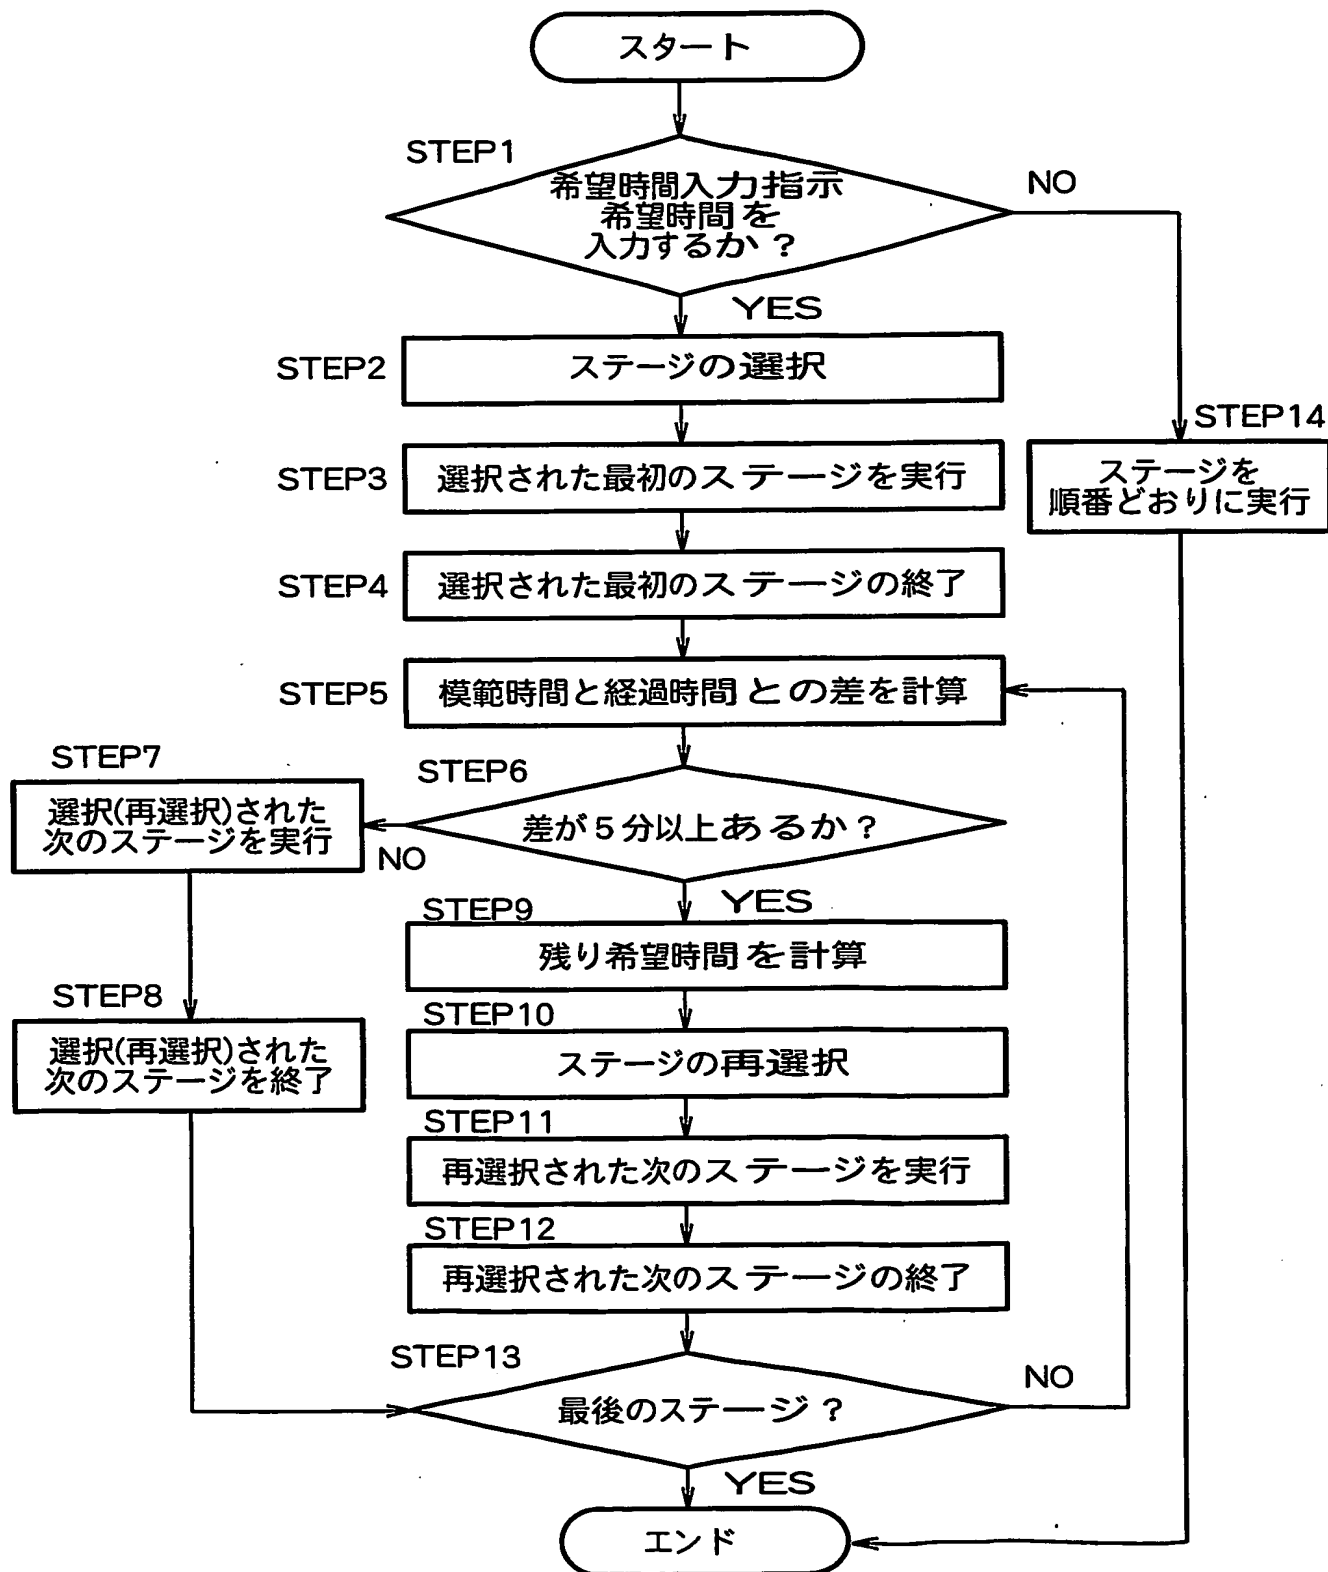 スタート
STEP1
希望時間入力指示
希望時間を
入力するか？
NO
YES
STEP2
ステージの選択
STEP14
ステージを
順番どおりに実行
STEP3
選択された最初のステージを実行
STEP4
選択された最初のステージの終了
STEP5
模範時間と経過時間との差を計算
STEP7
選択(再選択)された
次のステージを実行
STEP6
差が５分以上あるか？
NO
YES
STEP9
残り希望時間を計算
STEP8
選択(再選択)された
次のステージを終了
STEP10
ステージの再選択
STEP11
再選択された次のステージを実行
STEP12
再選択された次のステージの終了
STEP13
最後のステージ？
NO
YES
エンド